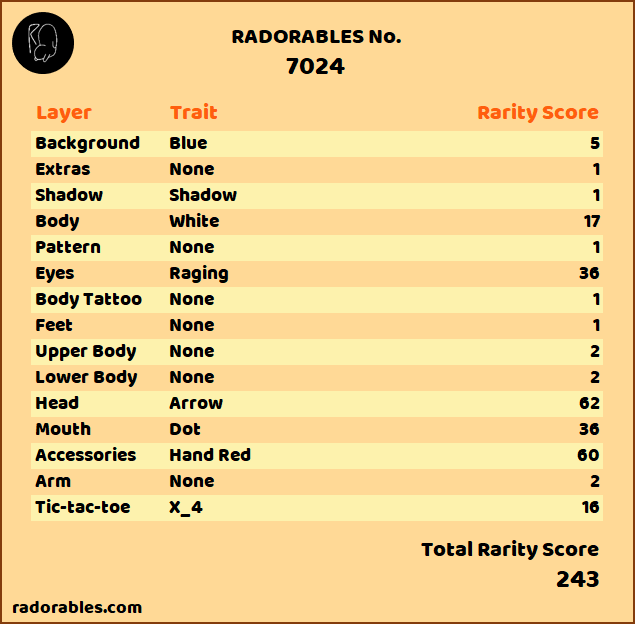 RADORABLES No.
7024
Layer Trait Rarity Score
Background Blue 5
Extras None 1
Shadow Shadow 1
Body White 17
Pattern None 1
Eyes Raging 36
Body Tattoo None 1
Feet None 1
Upper Body None 2
Lower Body None 2
Head Arrow 62
Mouth Dot 36
Accessories Hand Red 60
Arm None 2
Tic-tac-toe X_4 16
Total Rarity Score
243
radorables.com